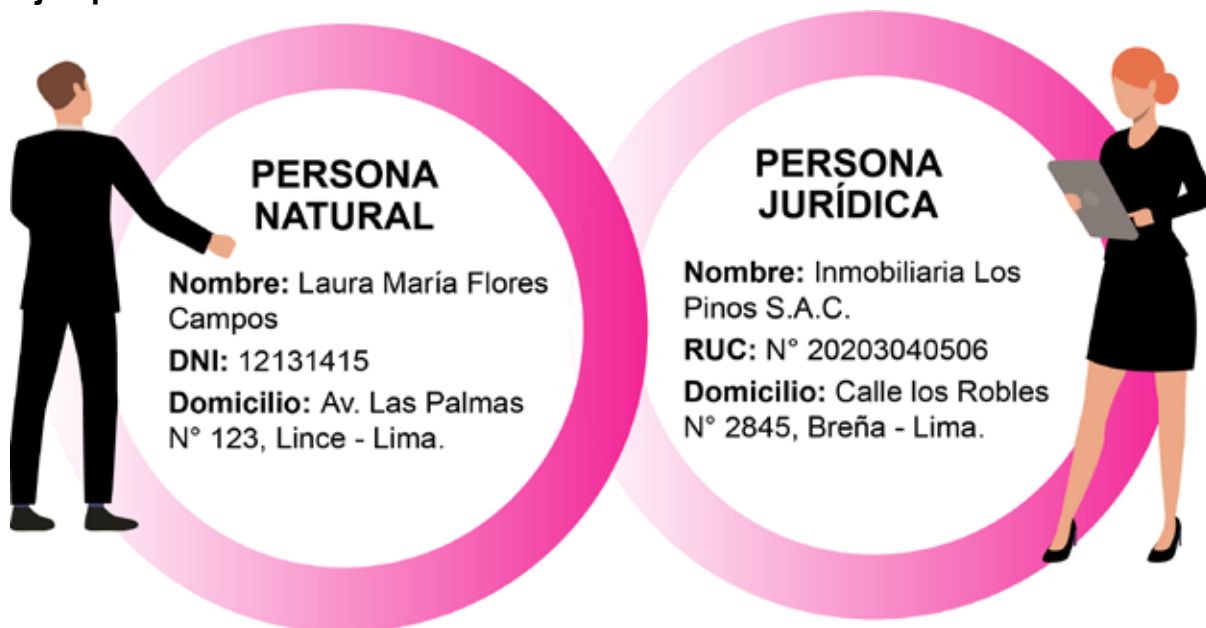 PERSONA
NATURAL
Nombre: Laura María Flores
Campos
DNI: 12131415
Domicilio: Av. Las Palmas
N° 123, Lince - Lima.
PERSONA
JURÍDICA
Nombre: Inmobiliaria Los
Pinos S.A.C.
RUC: N° 20203040506
Domicilio: Calle los Robles
N° 2845, Breña - Lima.